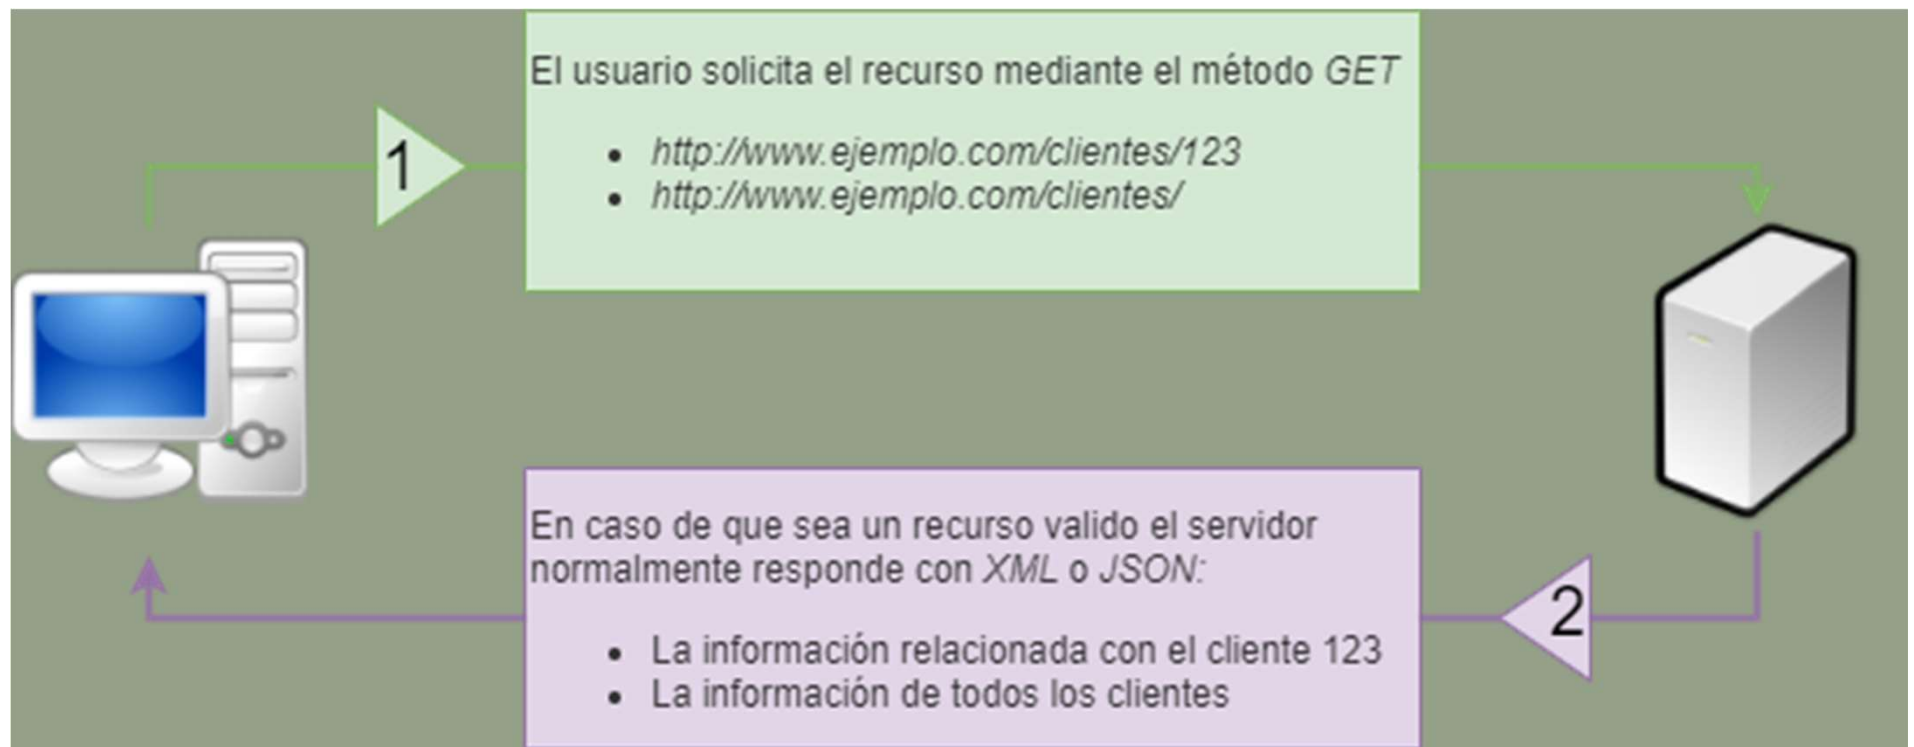 El usuario solicita el recurso mediante el método GET
1
• http://www.ejemplo.com/clientes/123
• http://www.ejemplo.com/clientes/
En caso de que sea un recurso valido el servidor
normalmente responde con XML o JSON:
2
• La información relacionada con el cliente 123
• La información de todos los clientes